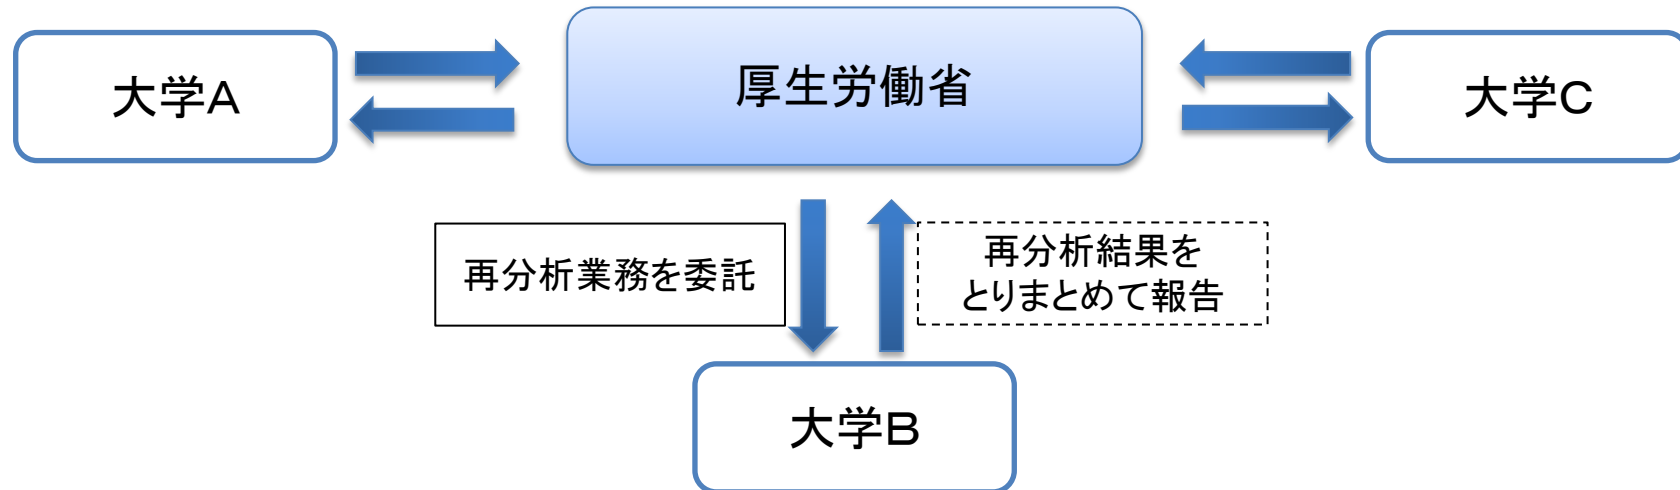 大学A
厚生労働省
大学C
再分析業務を委託
再分析結果を
とりまとめて報告
大学B